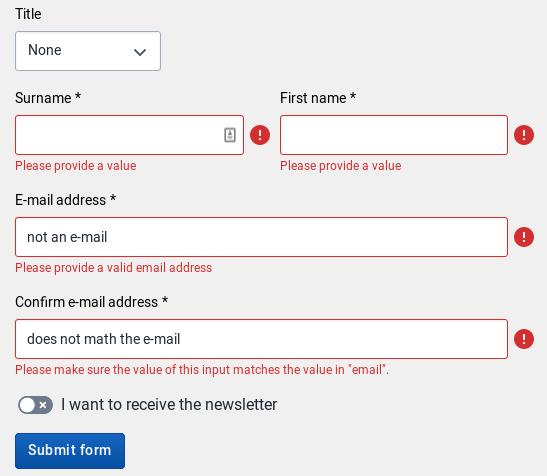 Title
None
Surname *
First name *
Please provide a value
Please provide a value
E-mail address *
not an e-mail
Please provide a valid email address
Confirm e-mail address *
does not math the e-mail
Please make sure the value of this input matches the value in "email".
I want to receive the newsletter
Submit form